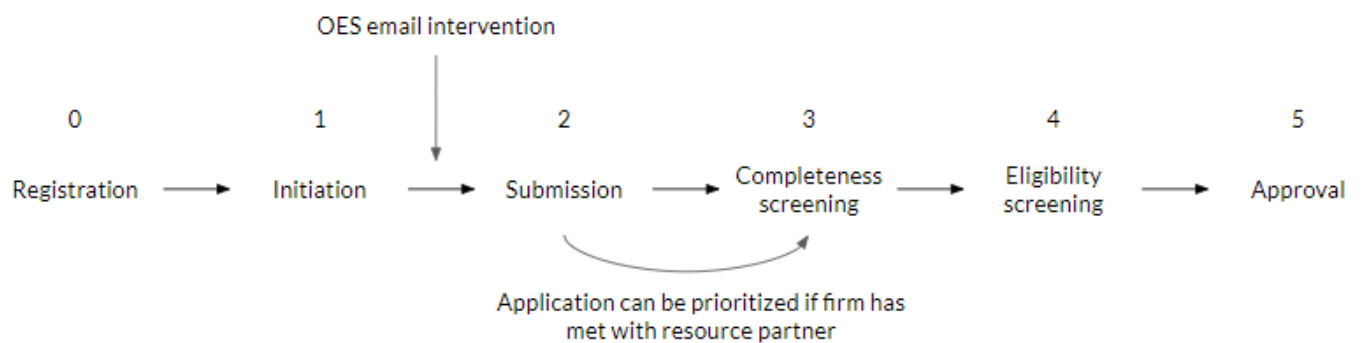 OES email intervention
0
1
2
3
4
5
Registration
Initiation
Submission
Completeness
screening
Eligibility
screening
Approval
Application can be prioritized if firm has
met with resource partner